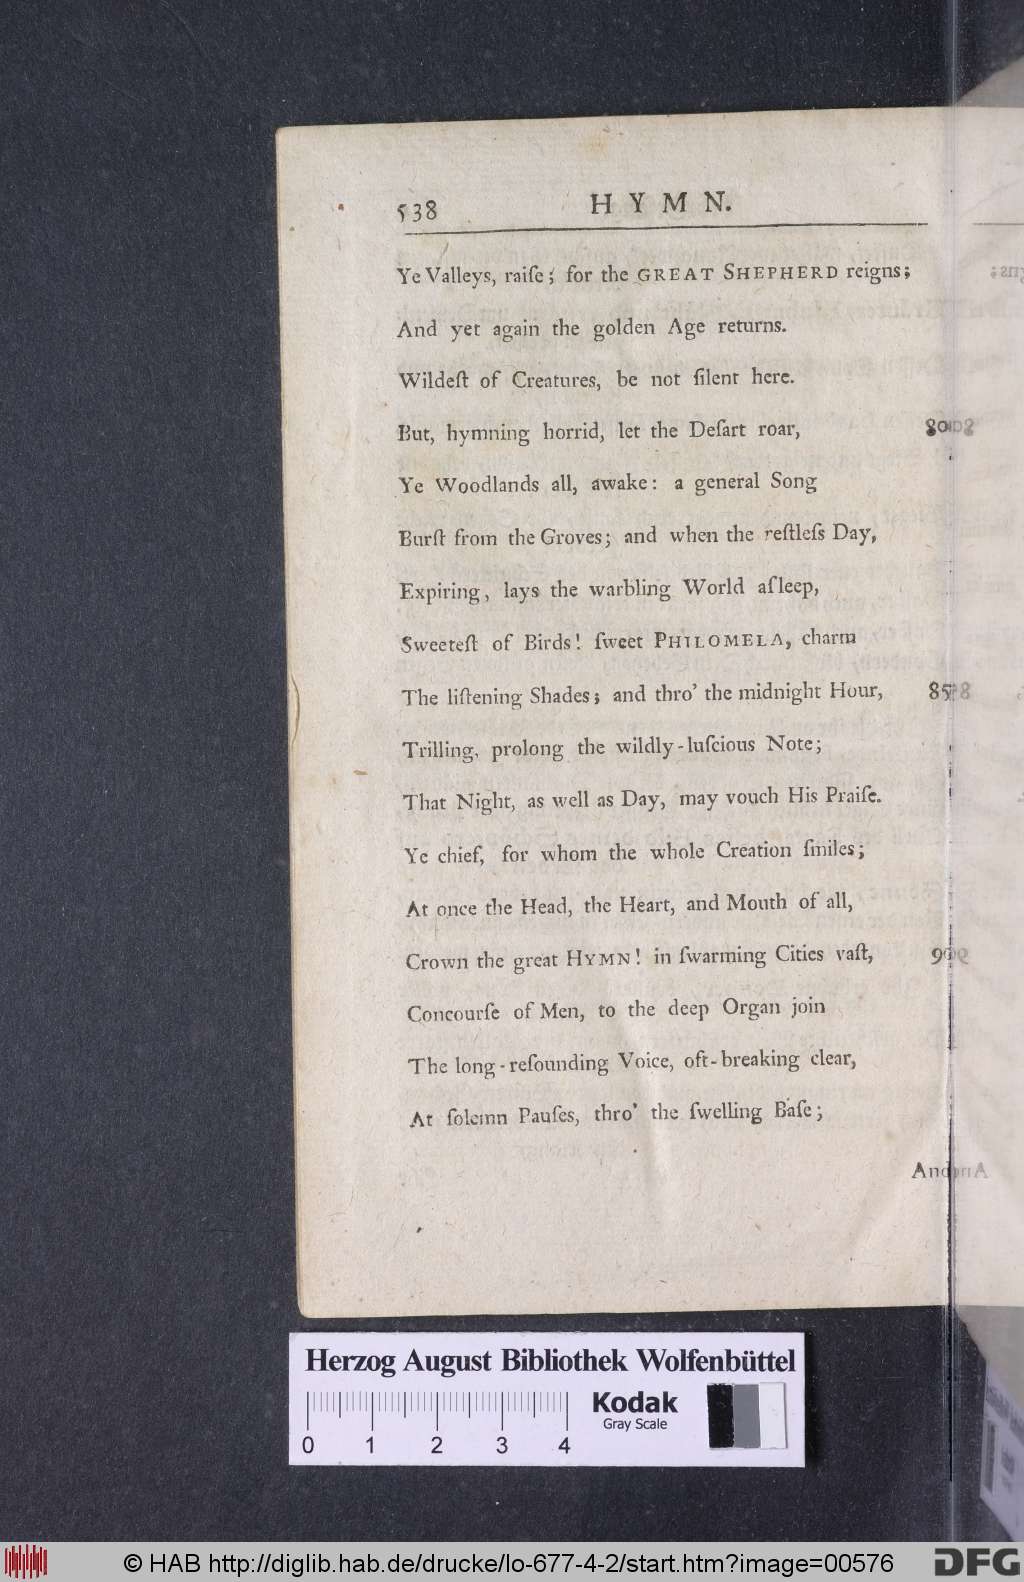 538 HYMN.
Ye Valleys, raiſe; for the GREAT SHEPHERD reigns;
And yet again the golden Age returns.
Wildeſt of Creatures, be not ſilent here.
But, hymning horrid, let the Deſart roar,
Ye Woodlands all, awake: a general Song
Burſt from the Groves; and when the reſtleſs Day,
Expiring, lays the warbling World aſleep,
Sweeteſt of Birds! ſweet PHILOMELA, charm
The liſtening Shades; and thro' the midnight Hour, 85
Trilling, prolong the wildly-luſcious Note;
That Night, as well as Day, may vouch His Praiſe.
Ye chief, for whom the whole Creation ſmiles;
At once the Head, the Heart, and Mouth of all,
Crown the great HYMN! in ſwarming Cities vaſt, 90
Concourſe of Men, to the deep Organ join
The long-reſounding Voice, oft-breaking clear,
At ſolemn Pauſes, thro' the ſwelling Baſe;
And
Herzog August Bibliothek Wolfenbüttel
Kodak
Gray Scale
0 1 2 3 4
© HAB http://diglib.hab.de/drucke/lo-677-4-2/start.htm?image=00576
DFG